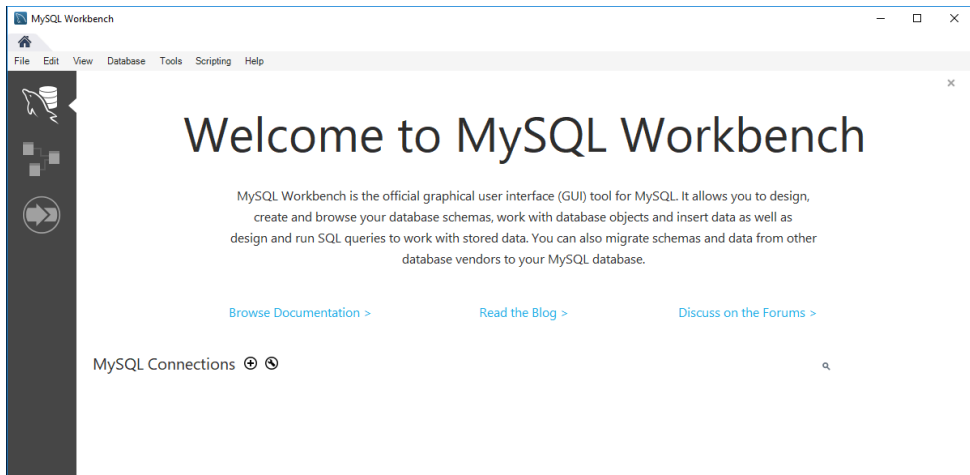 MySQL Workbench
File Edit View Database Tools Scripting Help
Welcome to MySQL Workbench
MySQL Workbench is the official graphical user interface (GUI) tool for MySQL. It allows you to design,
create and browse your database schemas, work with database objects and insert data as well as
design and run SQL queries to work with stored data. You can also migrate schemas and data from other
database vendors to your MySQL database.
Browse Documentation > Read the Blog > Discuss on the Forums >
MySQL Connections